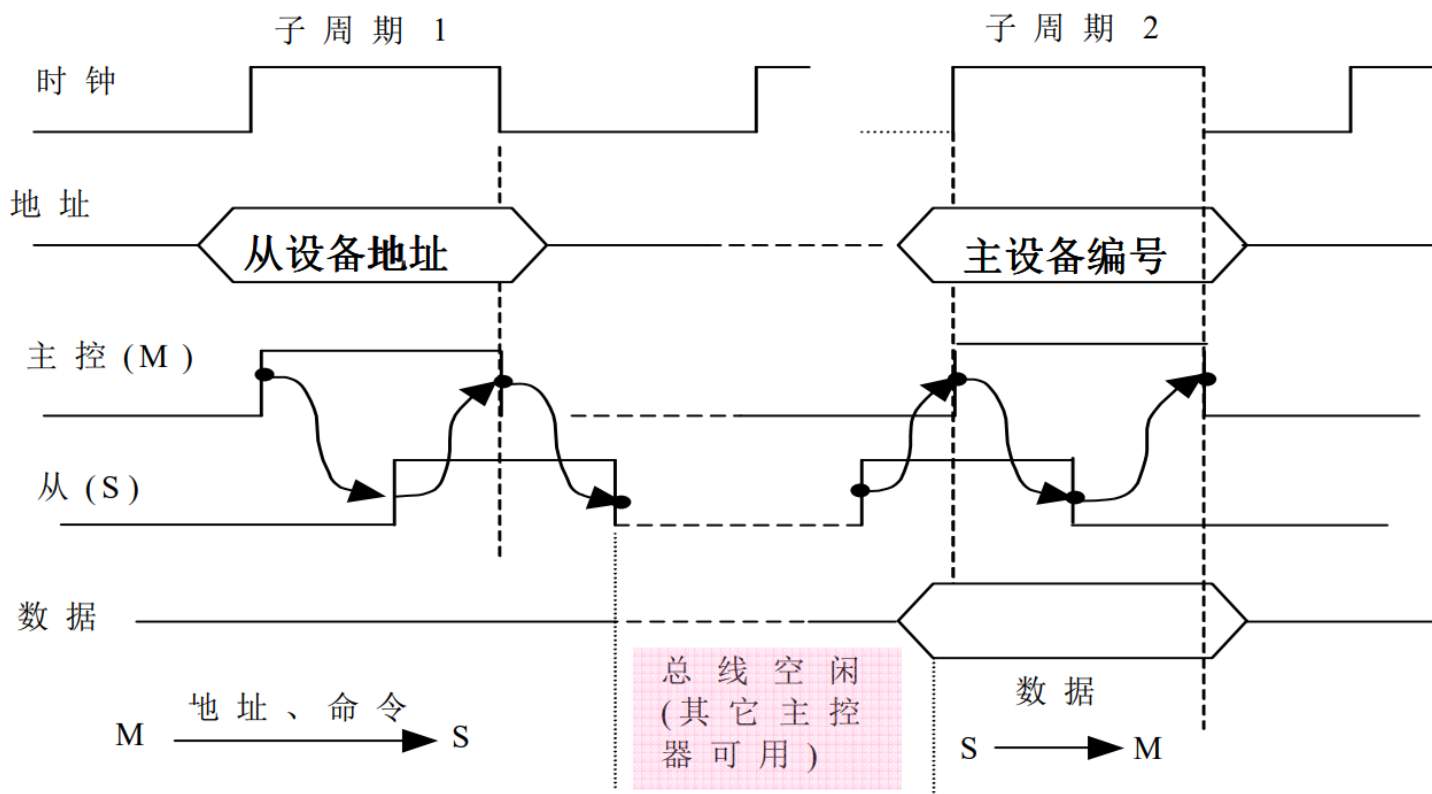 子周期 1
子周期 2
时钟
地址
从设备地址
主设备编号
主控(M)
从(S)
数据
总线空闲
(其它主控
器可用)
地址、命令
M
S
数据
S
M